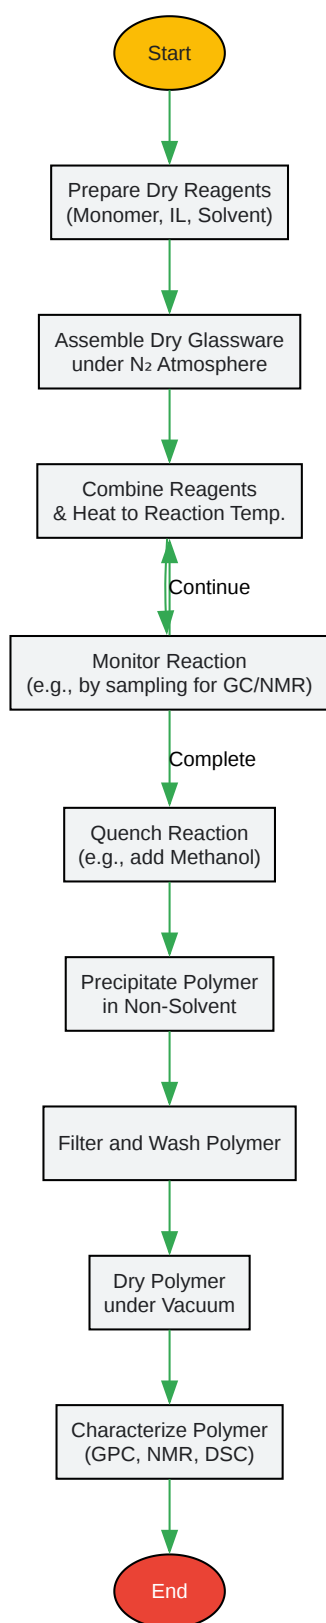 Start
Prepare Dry Reagents
(Monomer, IL, Solvent)
Assemble Dry Glassware
under N₂ Atmosphere
Combine Reagents
& Heat to Reaction Temp.
Continue
Monitor Reaction
(e.g., by sampling for GC/NMR)
Complete
Quench Reaction
(e.g., add Methanol)
Precipitate Polymer
in Non-Solvent
Filter and Wash Polymer
Dry Polymer
under Vacuum
Characterize Polymer
(GPC, NMR, DSC)
End